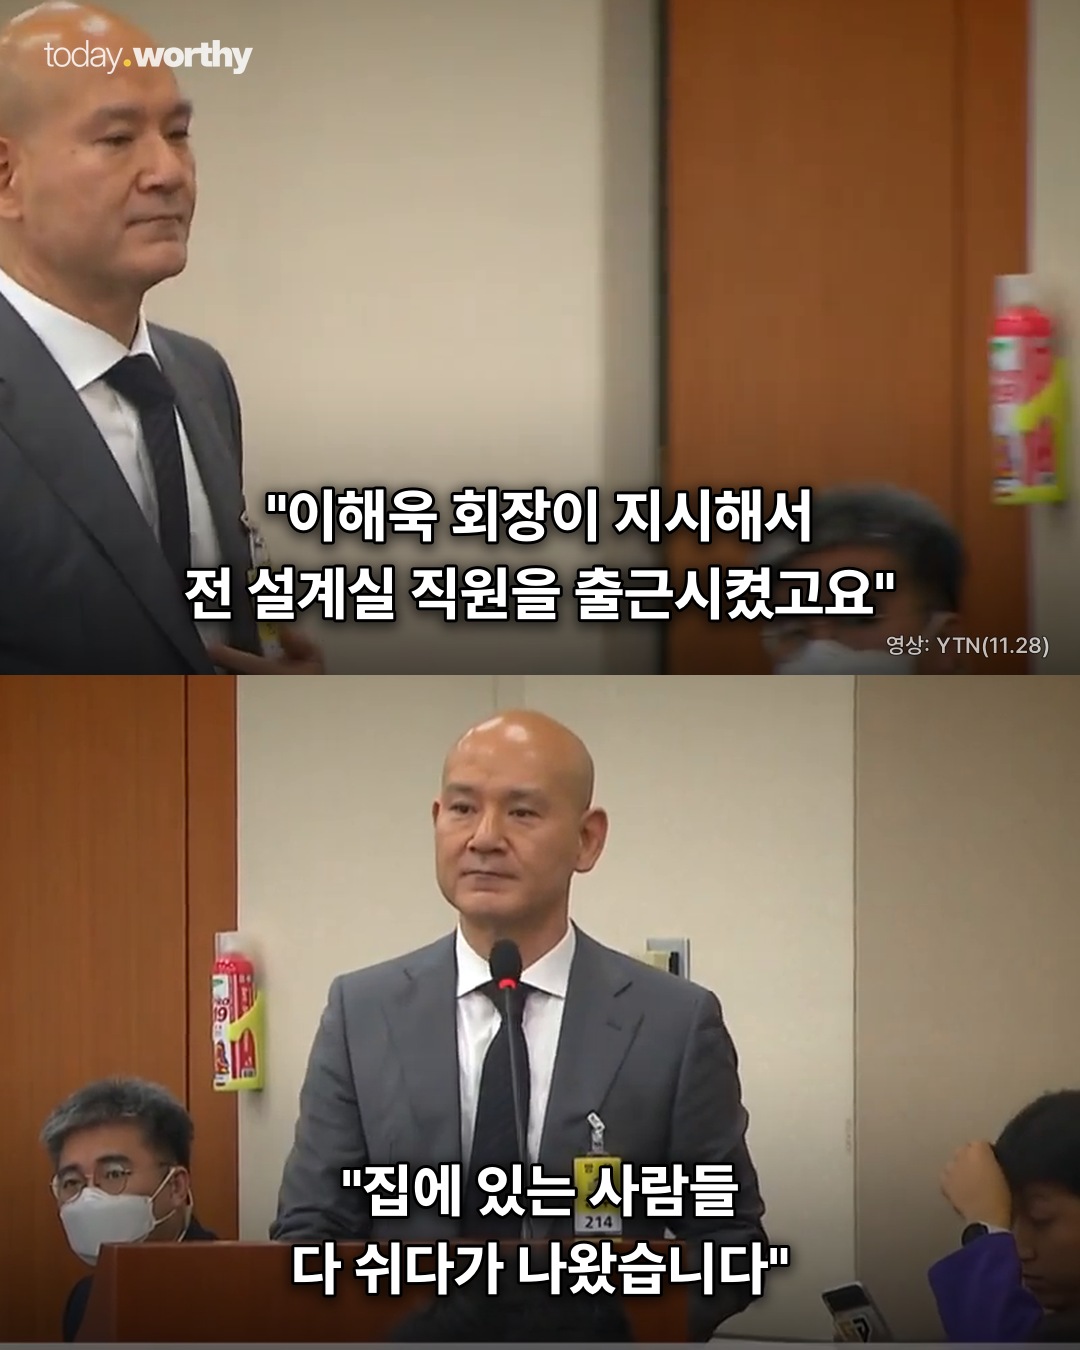 today.worthy
"이해욱 회장이 지시해서
전 설계실 직원을 출근시켰고요"
영상: YTN(11.28)
"집에 있는 사람들
214
다 쉬다가 나왔습니다"